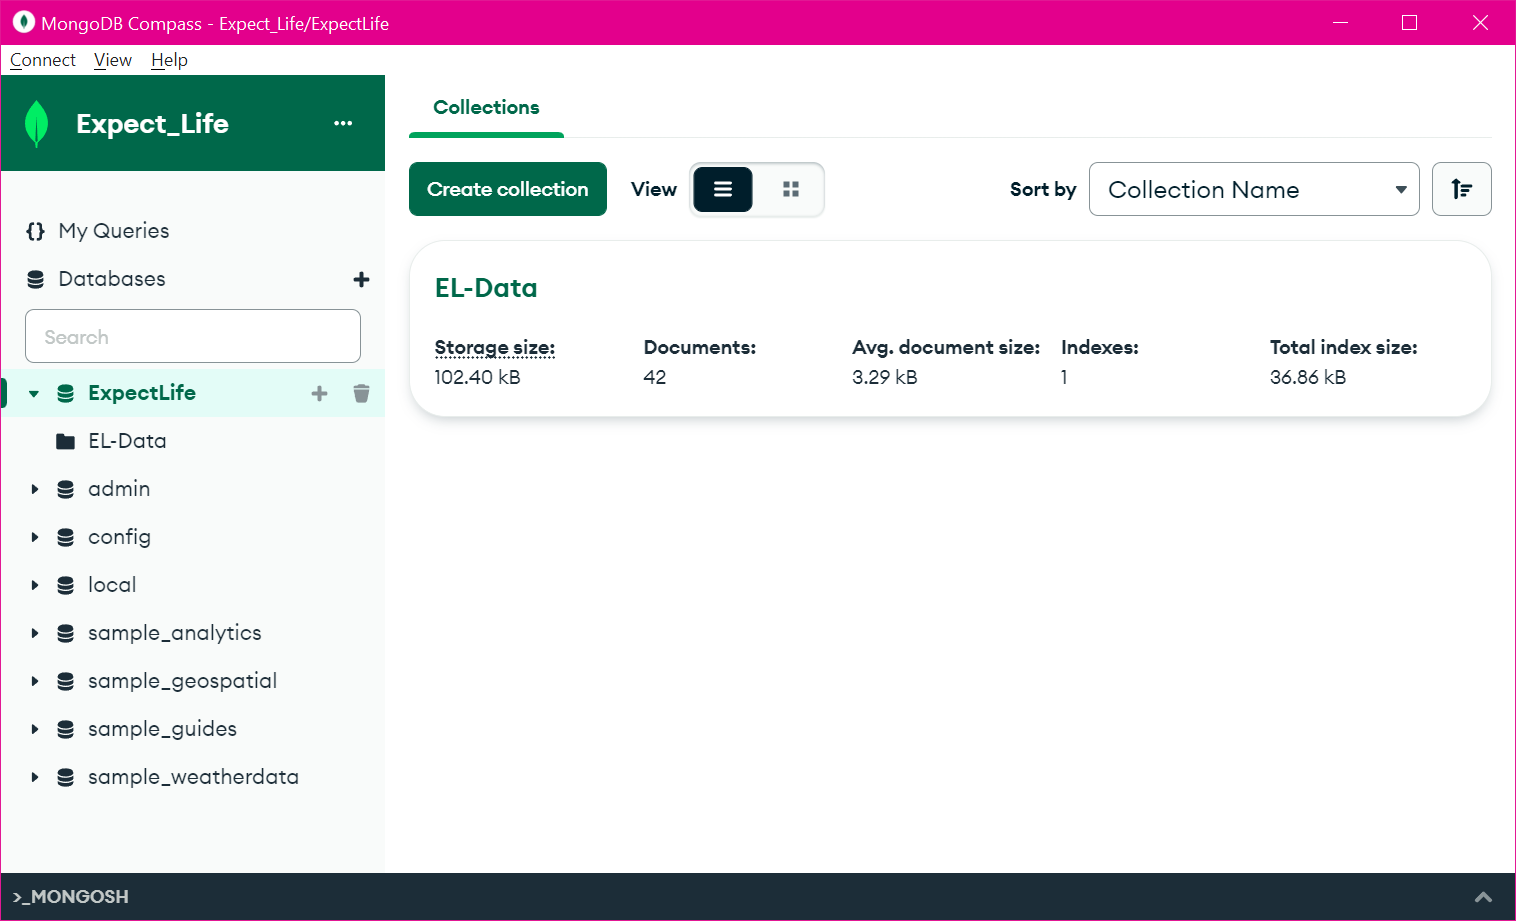 MongoDB Compass - Expect_Life/ExpectLife
Connect View Help
Expect_Life
My Queries
Databases
Search
ExpectLife
EL-Data
admin
config
local
sample_analytics
sample_geospatial
sample_guides
sample_weatherdata
Collections
Create collection View Sort by Collection Name
EL-Data
Storage size: Documents: Avg. document size: Indexes: Total index size:
102.40 kB 42 3.29 kB 1 36.86 kB
>_MONGOSH